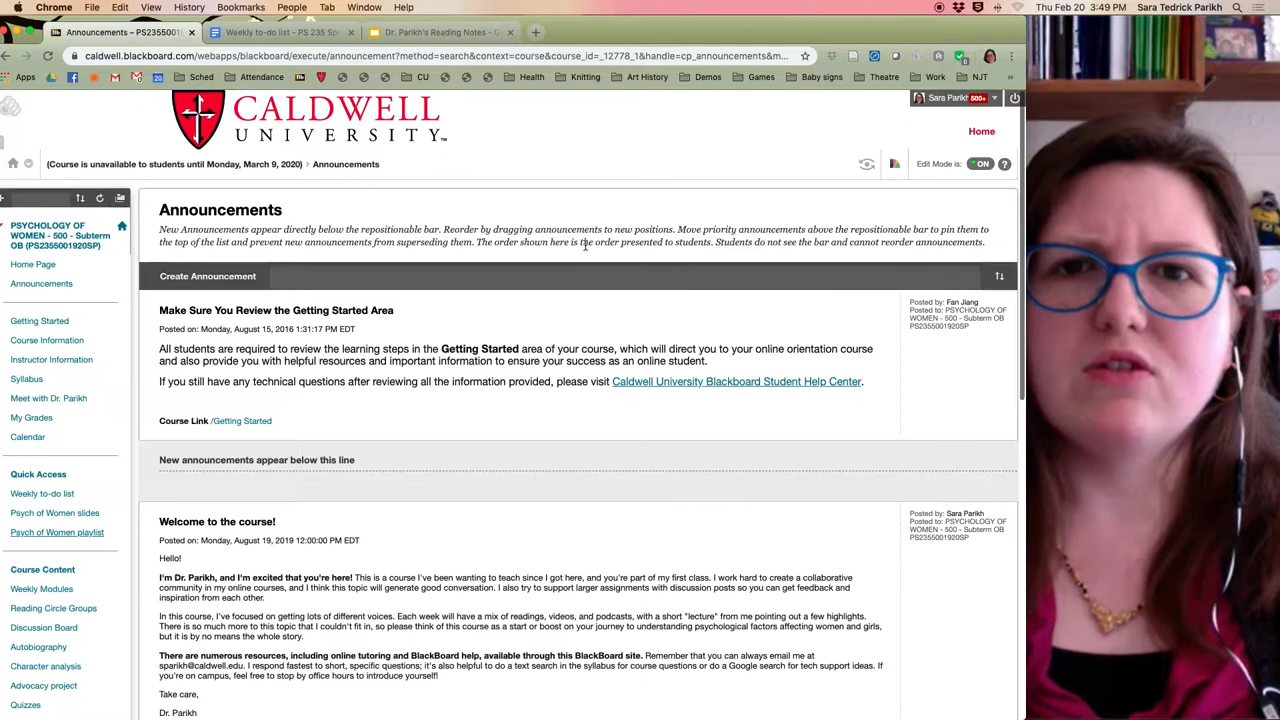 Chrome File Edit View History Bookmarks People Tab Window Help Thu Feb 20 3:49 PM Sara Tedrick Parikh
Announcements – PS2355001 Weekly to-do list - PS 235 Sp Dr. Parikh's Reading Notes - G
caldwell.blackboard.com/webapps/blackboard/execute/announcement?method=search&context=course&course_id=_12778_1&handle=cp_announcements&m...
Apps Sched Attendance CU Health Knitting Art History Demos Games Baby signs Theatre Work NJT
CALDWELL
UNIVERSITY™
Sara Parikh 500+
Home
(Course is unavailable to students until Monday, March 9, 2020) > Announcements
Edit Mode is: ON ?
PSYCHOLOGY OF
WOMEN - 500 - Subterm
OB (PS2355001920SP)
Home Page
Announcements
Getting Started
Course Information
Instructor Information
Syllabus
Meet with Dr. Parikh
My Grades
Calendar
Quick Access
Weekly to-do list
Psych of Women slides
Psych of Women playlist
Course Content
Weekly Modules
Reading Circle Groups
Discussion Board
Autobiography
Character analysis
Advocacy project
Quizzes
Announcements
New Announcements appear directly below the repositionable bar. Reorder by dragging announcements to new positions. Move priority announcements above the repositionable bar to pin them to
the top of the list and prevent new announcements from superseding them. The order shown here is the order presented to students. Students do not see the bar and cannot reorder announcements.
Create Announcement
Make Sure You Review the Getting Started Area
Posted on: Monday, August 15, 2016 1:31:17 PM EDT
All students are required to review the learning steps in the Getting Started area of your course, which will direct you to your online orientation course
and also provide you with helpful resources and important information to ensure your success as an online student.
If you still have any technical questions after reviewing all the information provided, please visit Caldwell University Blackboard Student Help Center.
Course Link /Getting Started
Posted by: Fan Jiang
Posted to: PSYCHOLOGY OF
WOMEN - 500 - Subterm OB
PS2355001920SP
New announcements appear below this line
Welcome to the course!
Posted on: Monday, August 19, 2019 12:00:00 PM EDT
Hello!
I'm Dr. Parikh, and I'm excited that you're here! This is a course I've been wanting to teach since I got here, and you're part of my first class. I work hard to create a collaborative
community in my online courses, and I think this topic will generate good conversation. I also try to support larger assignments with discussion posts so you can get feedback and
inspiration from each other.
In this course, I've focused on getting lots of different voices. Each week will have a mix of readings, videos, and podcasts, with a short "lecture" from me pointing out a few highlights.
There is so much more to this topic that I couldn't fit in, so please think of this course as a start or boost on your journey to understanding psychological factors affecting women and girls,
but it is by no means the whole story.
There are numerous resources, including online tutoring and BlackBoard help, available through this BlackBoard site. Remember that you can always email me at
sparikh@caldwell.edu. I respond fastest to short, specific questions; it's also helpful to do a text search in the syllabus for course questions or do a Google search for tech support ideas. If
you're on campus, feel free to stop by office hours to introduce yourself!
Take care,
Dr. Parikh
Posted by: Sara Parikh
Posted to: PSYCHOLOGY OF
WOMEN - 500 - Subterm OB
PS2355001920SP